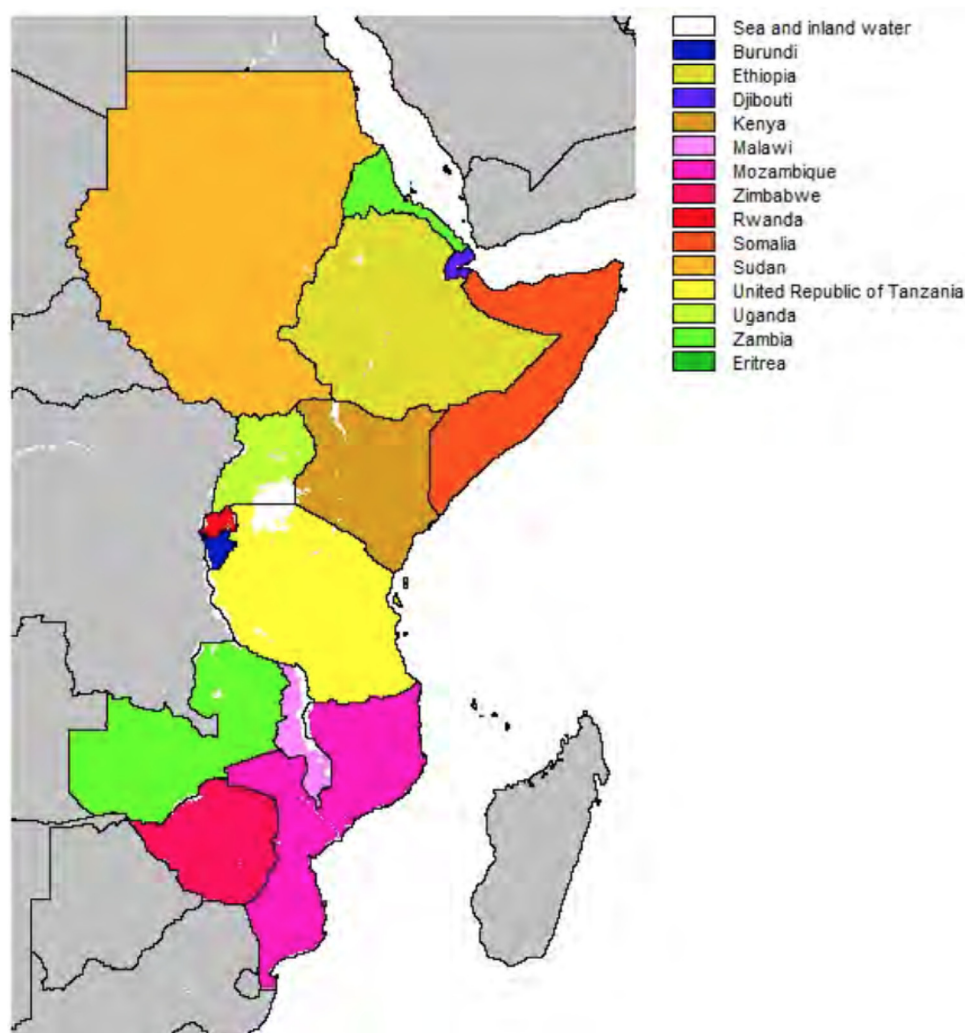 Sea and inland water
Burundi
Ethiopia
Djibouti
Kenya
Malawi
Mozambique
Zimbabwe
Rwanda
Somalia
Sudan
United Republic of Tanzania
Uganda
Zambia
Eritrea